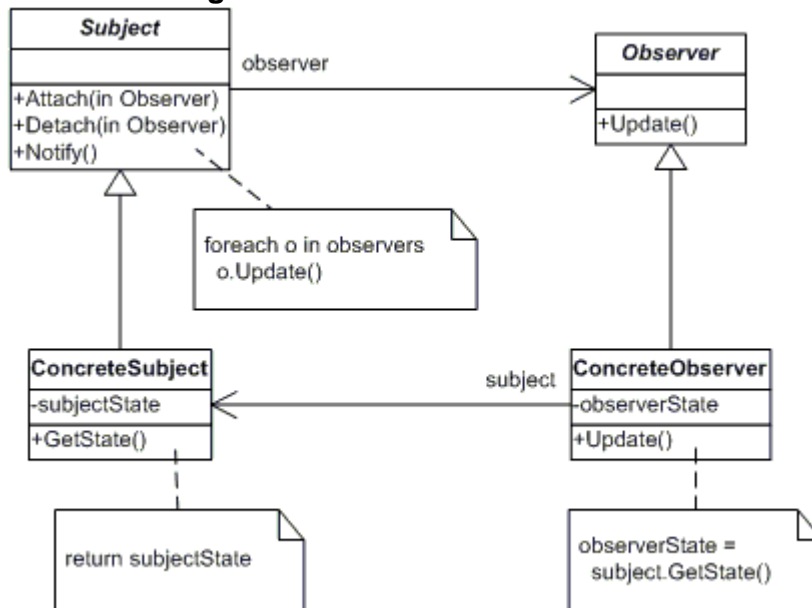 Subject
+Attach(in Observer)
+Detach(in Observer)
+Notify()
observer
Observer
+Update()
foreach o in observers
o.Update()
ConcreteSubject
-subjectState
+GetState()
subject
ConcreteObserver
-observerState
+Update()
return subjectState
observerState =
subject.GetState()